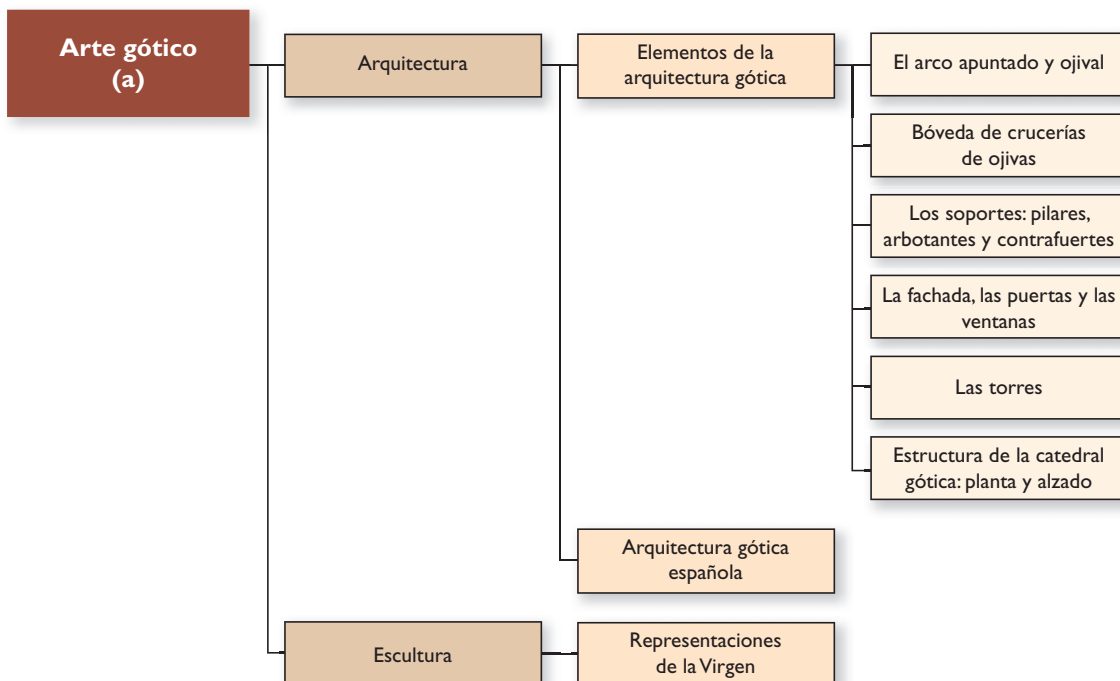 Arte gótico
(a)
Arquitectura
Elementos de la
arquitectura gótica
El arco apuntado y ojival
Bóveda de crucerías
de ojivas
Los soportes: pilares,
arbotantes y contrafuertes
La fachada, las puertas y las
ventanas
Las torres
Estructura de la catedral
gótica: planta y alzado
Arquitectura gótica
española
Escultura
Representaciones
de la Virgen